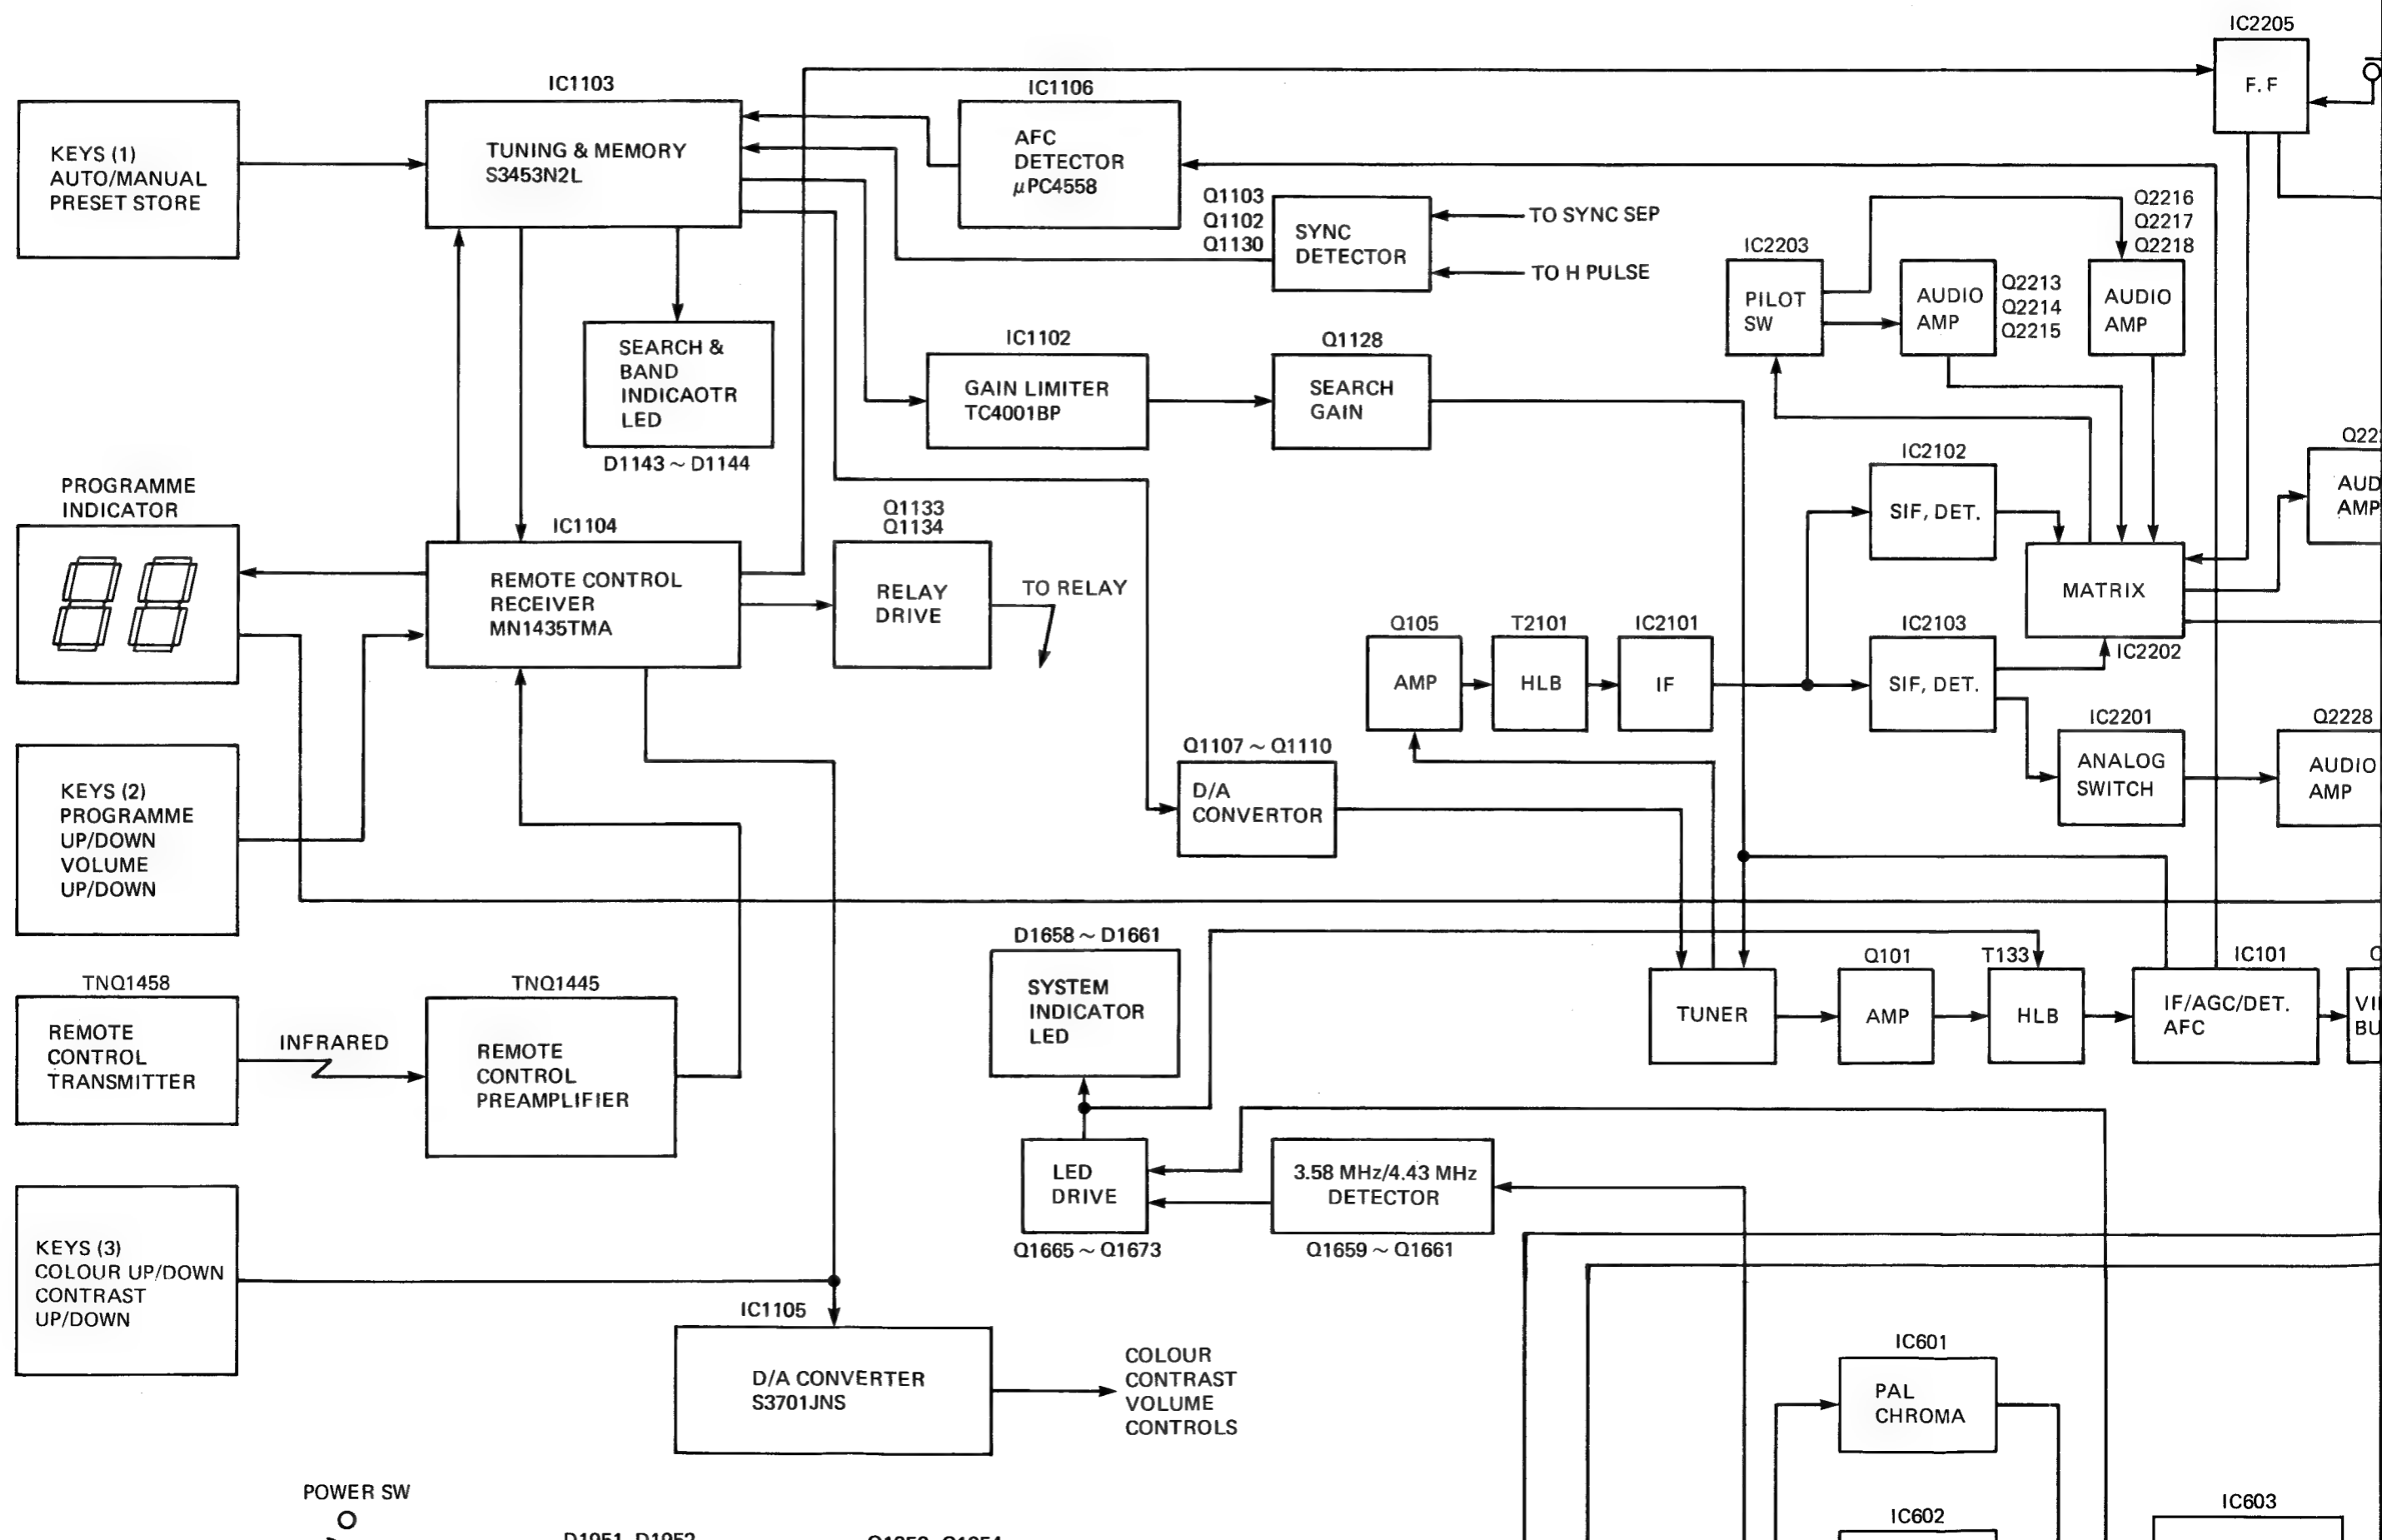 IC2205
F.F
IC1103
TUNING & MEMORY
S3453N2L
IC1106
AFC
DETECTOR
μPC4558
KEYS (1)
AUTO/MANUAL
PRESET STORE
Q1103
Q1102
Q1130
SYNC
DETECTOR
TO SYNC SEP
TO H PULSE
IC2203
PILOT
SW
AUDIO
AMP
Q2213
Q2214
Q2215
Q2216
Q2217
Q2218
AUDIO
AMP
SEARCH &
BAND
INDICAOTR
LED
D1143 ~ D1144
IC1102
GAIN LIMITER
TC4001BP
Q1128
SEARCH
GAIN
IC2102
SIF, DET.
PROGRAMME
INDICATOR
IC1104
REMOTE CONTROL
RECEIVER
MN1435TMA
Q1133
Q1134
RELAY
DRIVE
TO RELAY
MATRIX
IC2202
AMP
Q105
AMP
T2101
HLB
IC2101
IF
IC2103
SIF, DET.
IC2201
ANALOG
SWITCH
Q2228
AUDIO
AMP
KEYS (2)
PROGRAMME
UP/DOWN
VOLUME
UP/DOWN
Q1107 ~ Q1110
D/A
CONVERTOR
D1658 ~ D1661
SYSTEM
INDICATOR
LED
TUNER
Q101
AMP
T133
HLB
IC101
IF/AGC/DET.
AFC
TNQ1458
REMOTE
CONTROL
TRANSMITTER
INFRARED
TNQ1445
REMOTE
CONTROL
PREAMPLIFIER
LED
DRIVE
Q1665 ~ Q1673
3.58 MHz/4.43 MHz
DETECTOR
Q1659 ~ Q1661
KEYS (3)
COLOUR UP/DOWN
CONTRAST
UP/DOWN
IC1105
D/A CONVERTER
S3701JNS
COLOUR
CONTRAST
VOLUME
CONTROLS
IC601
PAL
CHROMA
POWER SW
IC602
IC603